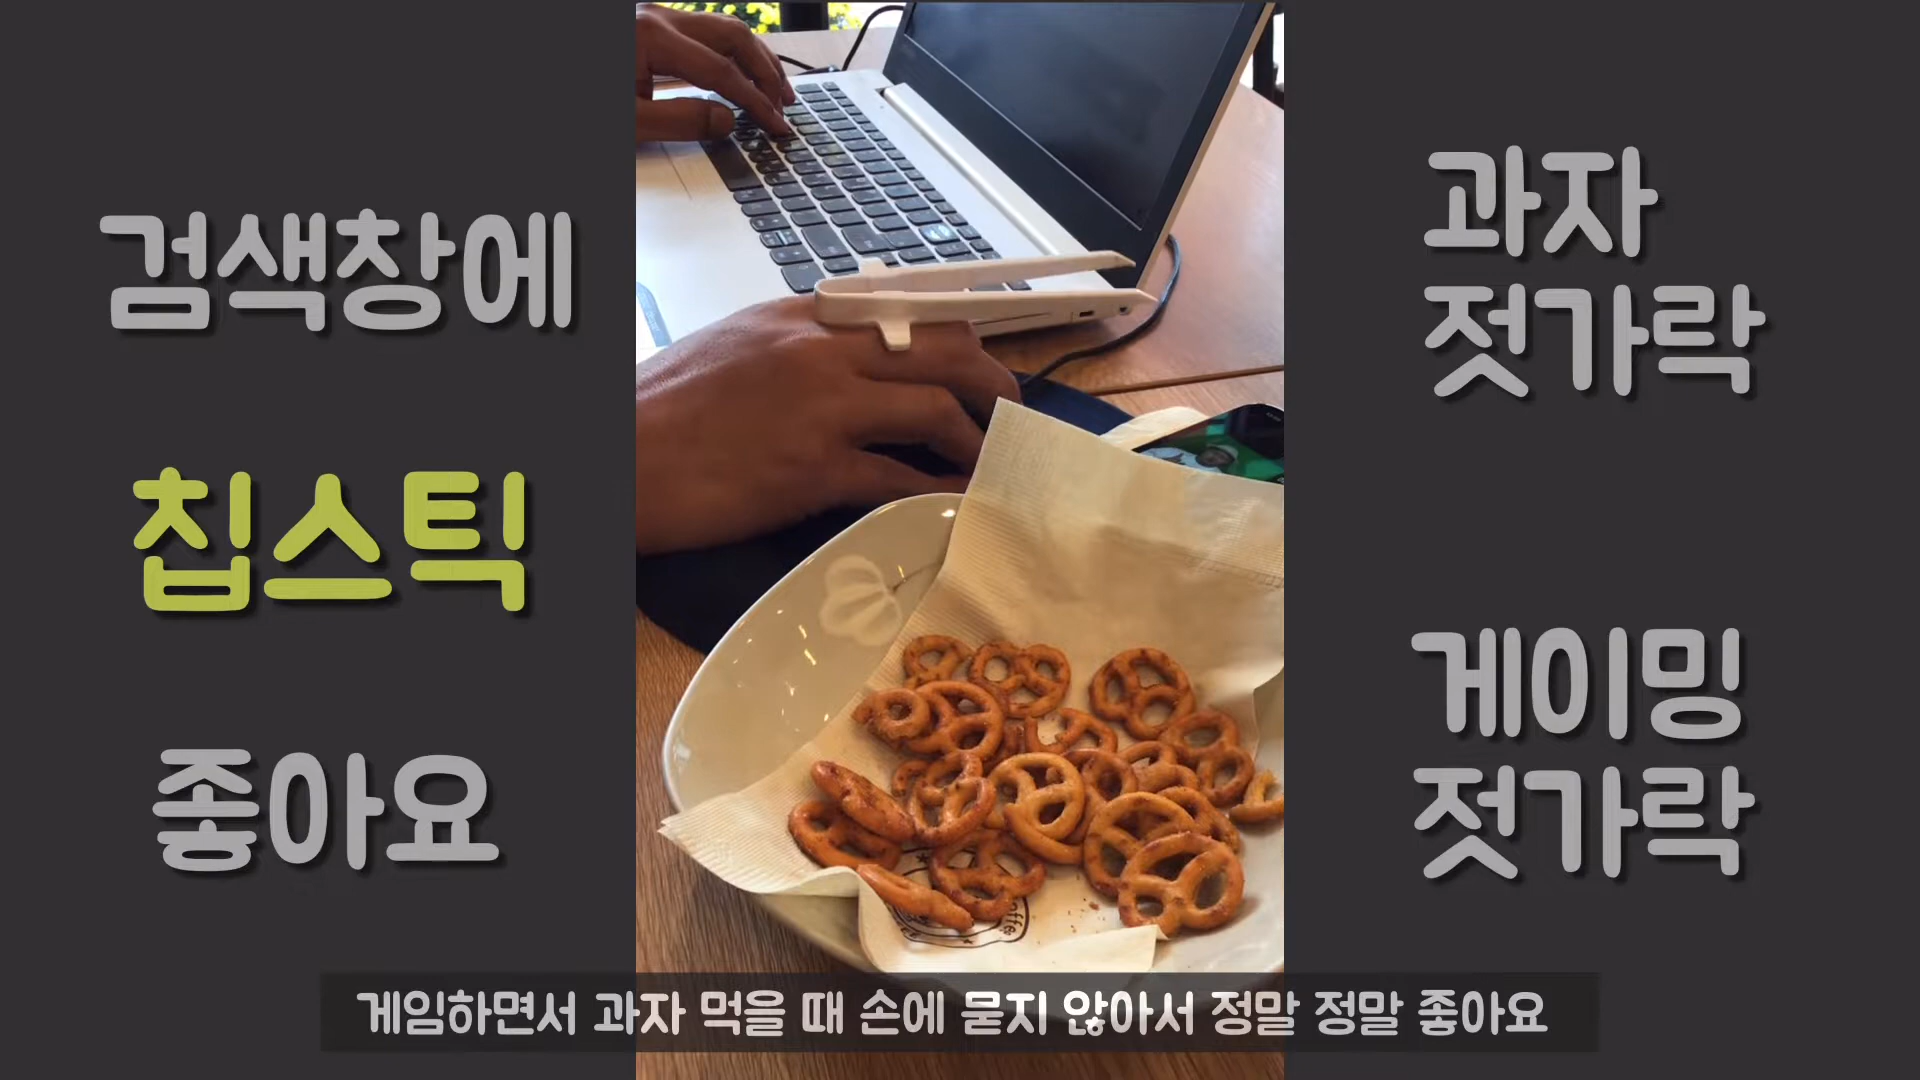 검색창에
칩스틱
좋아요
과자
젓가락
게이밍
젓가락
게임하면서 과자 먹을 때 손에 묻지 않아서 정말 정말 좋아요